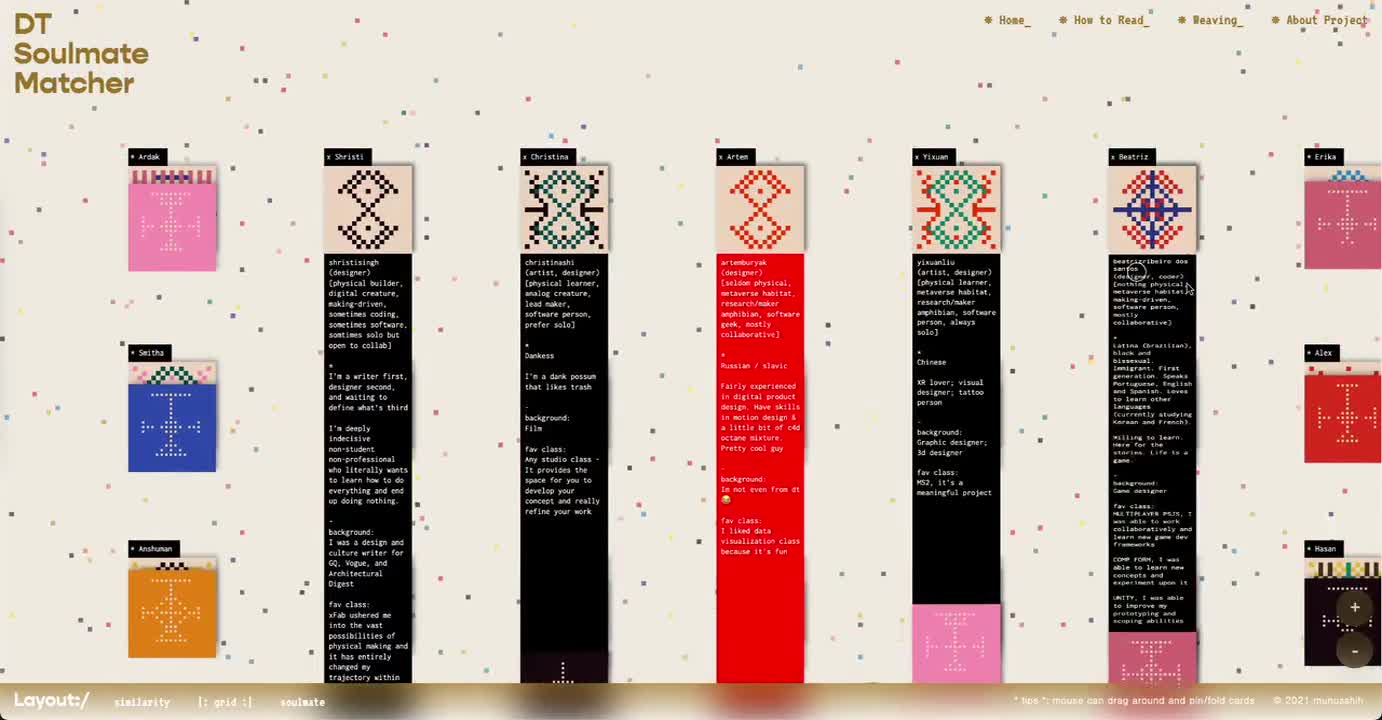 DT
Soulmate
Matcher
❋ Home_
❋ How to Read_
❋ Weaving_
❋ About Project
* Ardak
x Shristi
x Christina
x Artem
x Yixuan
x Beatriz
* Erika
shristisingh
(designer)
[physical builder,
digital creature,
making-driven,
sometimes coding,
sometimes software,
somtimes solo but
open to collab]
*
I'm a writer first,
designer second,
and waiting to
define what's third
I'm deeply
indecisive
non-student
non-professional
who literally wants
to learn how to do
everything and end
up doing nothing.
-
background:
I was a design and
culture writer for
GQ, Vogue, and
Architectural
Digest
fav class:
xFab ushered me
into the vast
possibilities of
physical making and
it has entirely
changed my
trajectory within
christinashi
(artist, designer)
[physical learner,
analog creature,
lead maker,
software person,
prefer solo]
*
Dankess
I'm a dank possum
that likes trash
-
background:
Film
fav class:
Any studio class -
It provides the
space for you to
develop your
concept and really
refine your work
artemburyak
(designer)
[seldom physical,
metaverse habitat,
research/maker
amphibian, software
geek, mostly
collaborative]
*
Russian / slavic
Fairly experienced
in digital product
design. Have skills
in motion design &
a little bit of c4d
octane mixture.
Pretty cool guy
-
background:
Im not even from dt
😂
fav class:
I liked data
visualization class
because it's fun
yixuanliu
(artist, designer)
[physical learner,
metaverse habitat,
research/maker
amphibian, software
person, always
solo]
*
Chinese
XR lover; visual
designer; tattoo
person
-
background:
Graphic designer;
3d designer
fav class:
MS2, it's a
meaningful project
beatrizribeiro dos
santos
(designer, coder)
[nothing physical,
metaverse habitat,
making-driven,
software person,
mostly
collaborative]
*
Latina (brazilian),
black and
bissexual.
Immigrant. First
generation. Speaks
Portuguese, English
and Spanish. Loves
to learn other
languages
(currently studying
Korean and French).
Willing to learn.
Here for the
stories. Life is a
game.
-
background:
Game designer
fav class:
MULTIPLAYER P5JS, I
was able to work
collaboratively and
learn new game dev
frameworks
COMP FORM, I was
able to learn new
concepts and
experiment upon it
UNITY, I was able
to improve my
prototyping and
scoping abilities
* Smitha
* Alex
* Anshuman
* Hasan
+
-
Layout:/
similarity
[: grid :]
soulmate
* tips *: mouse can drag around and pin/fold cards
© 2021 munusshih